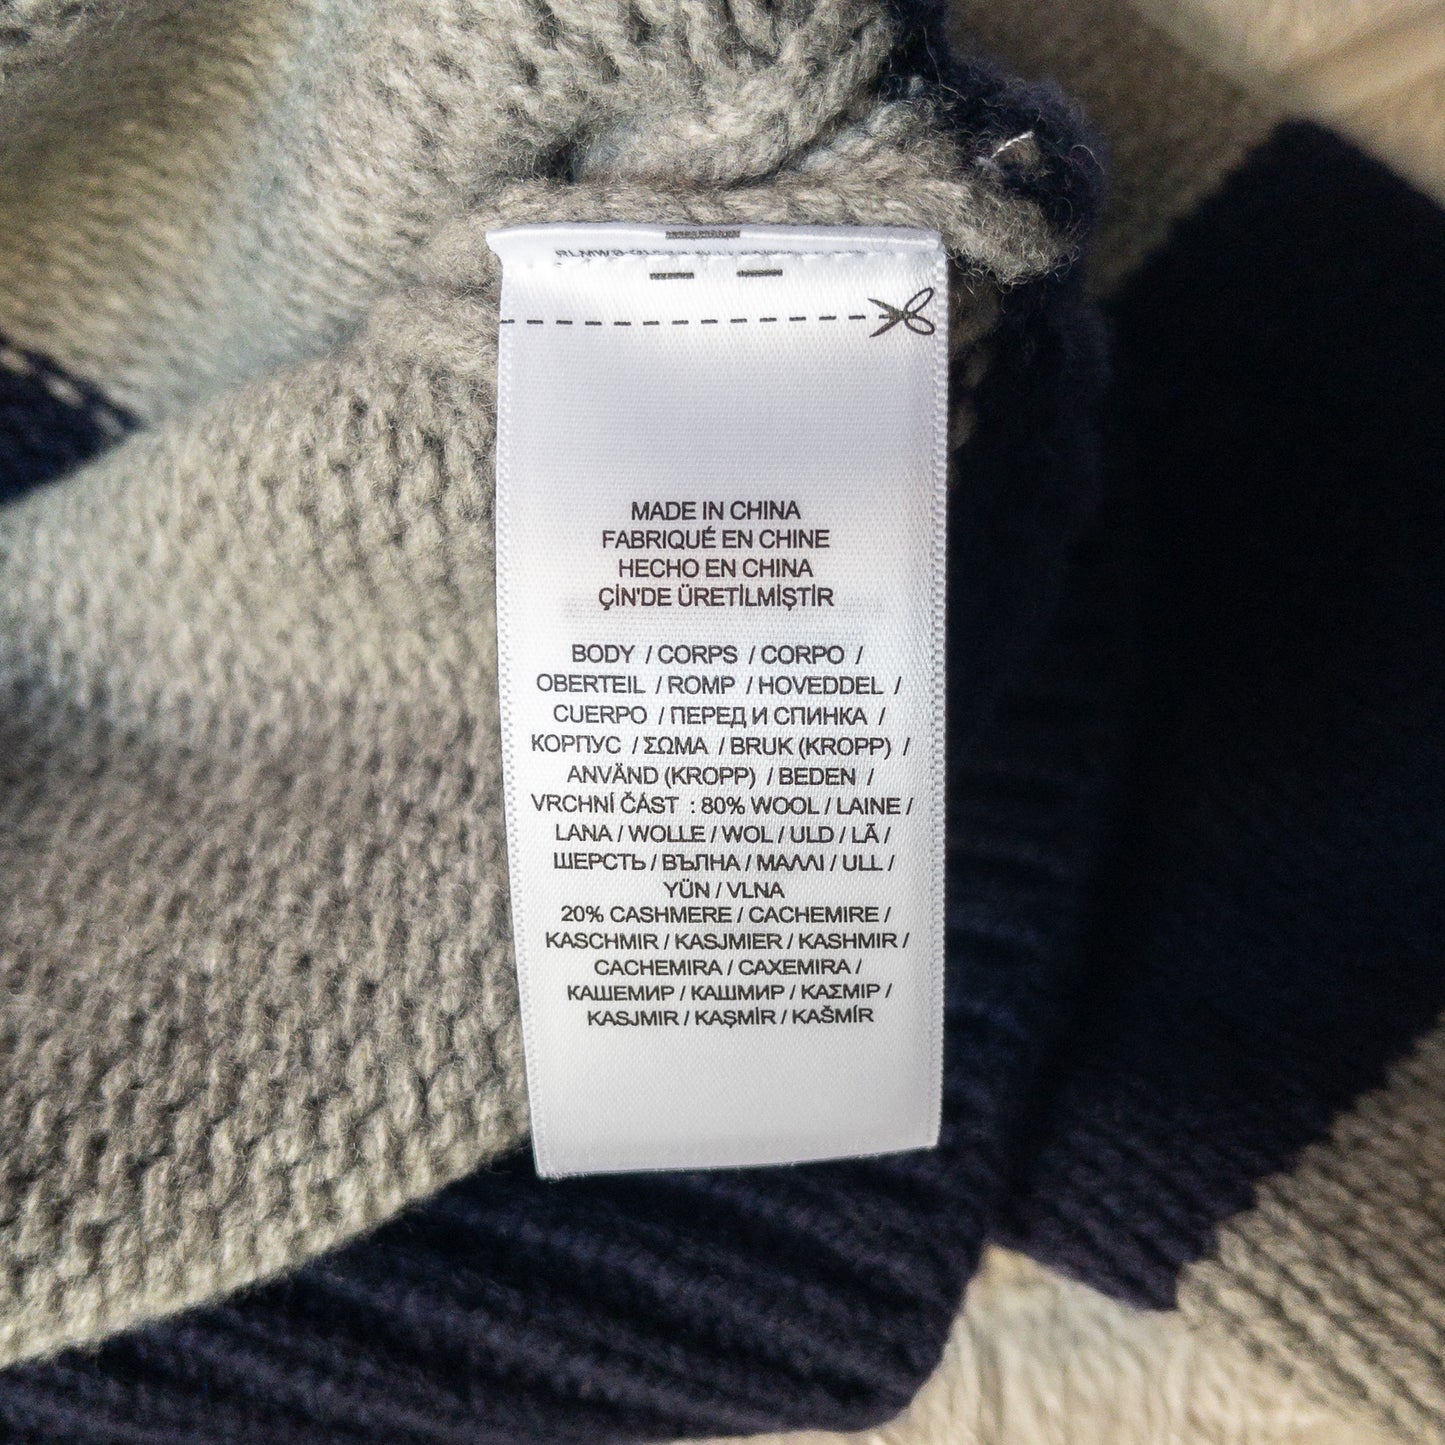 MADE IN CHINA
FABRIQUÉ EN CHINE
HECHO EN CHINA
ÇİN'DE ÜRETİLMİŞTİR
BODY / CORPS / CORPO /
OBERTEIL / ROMP / HOVEDDEL /
CUERPO / ПЕРЕД И СПИНКА /
КОРПУС / ΣΩΜΑ / BRUK (KROPP) /
ANVÄND (KROPP) / BEDEN /
VRCHNÍ ČÁST : 80% WOOL / LAINE /
LANA / WOLLE / WOL / ULD / LÃ /
ШЕРСТЬ / ВЪЛНА / ΜΑΛΛΙ / ULL /
YÜN / VLNA
20% CASHMERE / CACHEMIRE /
KASCHMIR / KASJMIER / KASHMIR /
CACHEMIRA / CAXEMIRA /
КАШЕМИР / КАШМИР / ΚΑΣΜΙΡ /
KASJMIR / KAŞMİR / KAŠMÍR